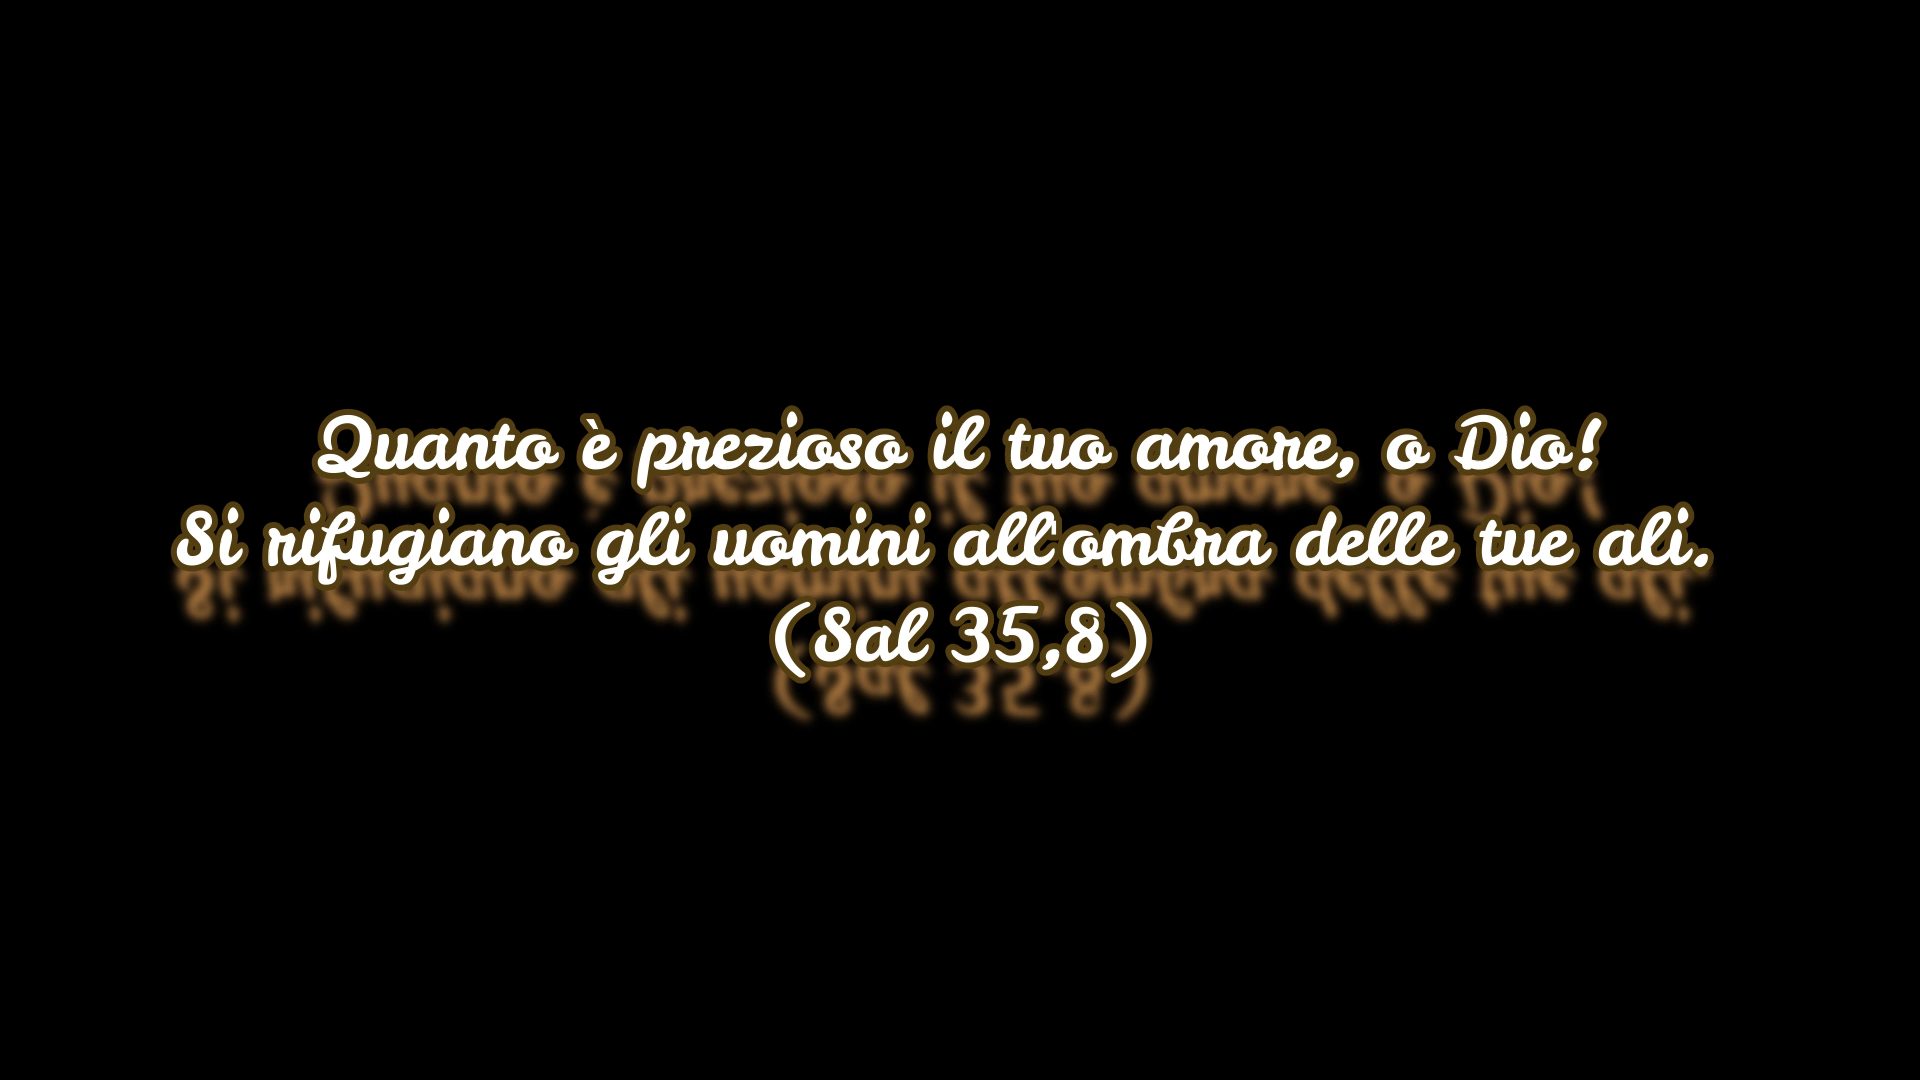 Quanto è prezioso il tuo amore, o Dio!
Si rifugiano gli uomini all'ombra delle tue ali.
(Sal 35,8)